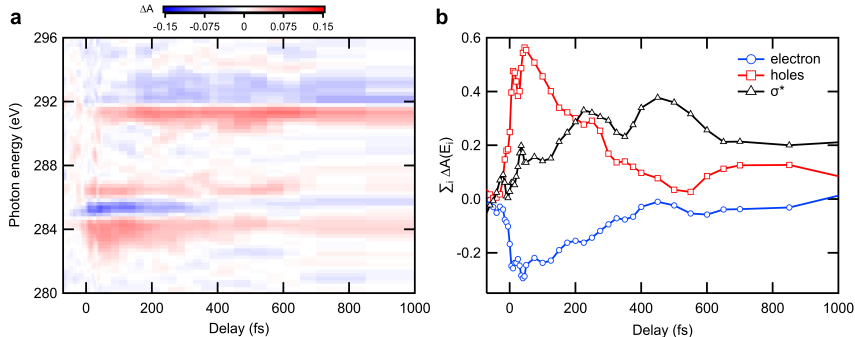 a
ΔA
-0.15 -0.075 0 0.075 0.15
296
292
288
284
280
Photon energy (eV)
0 200 400 600 800 1000
Delay (fs)
b
0.6
0.4
0.2
0.0
-0.2
∑i ΔA(Ei)
electron
holes
σ*
0 200 400 600 800 1000
Delay (fs)